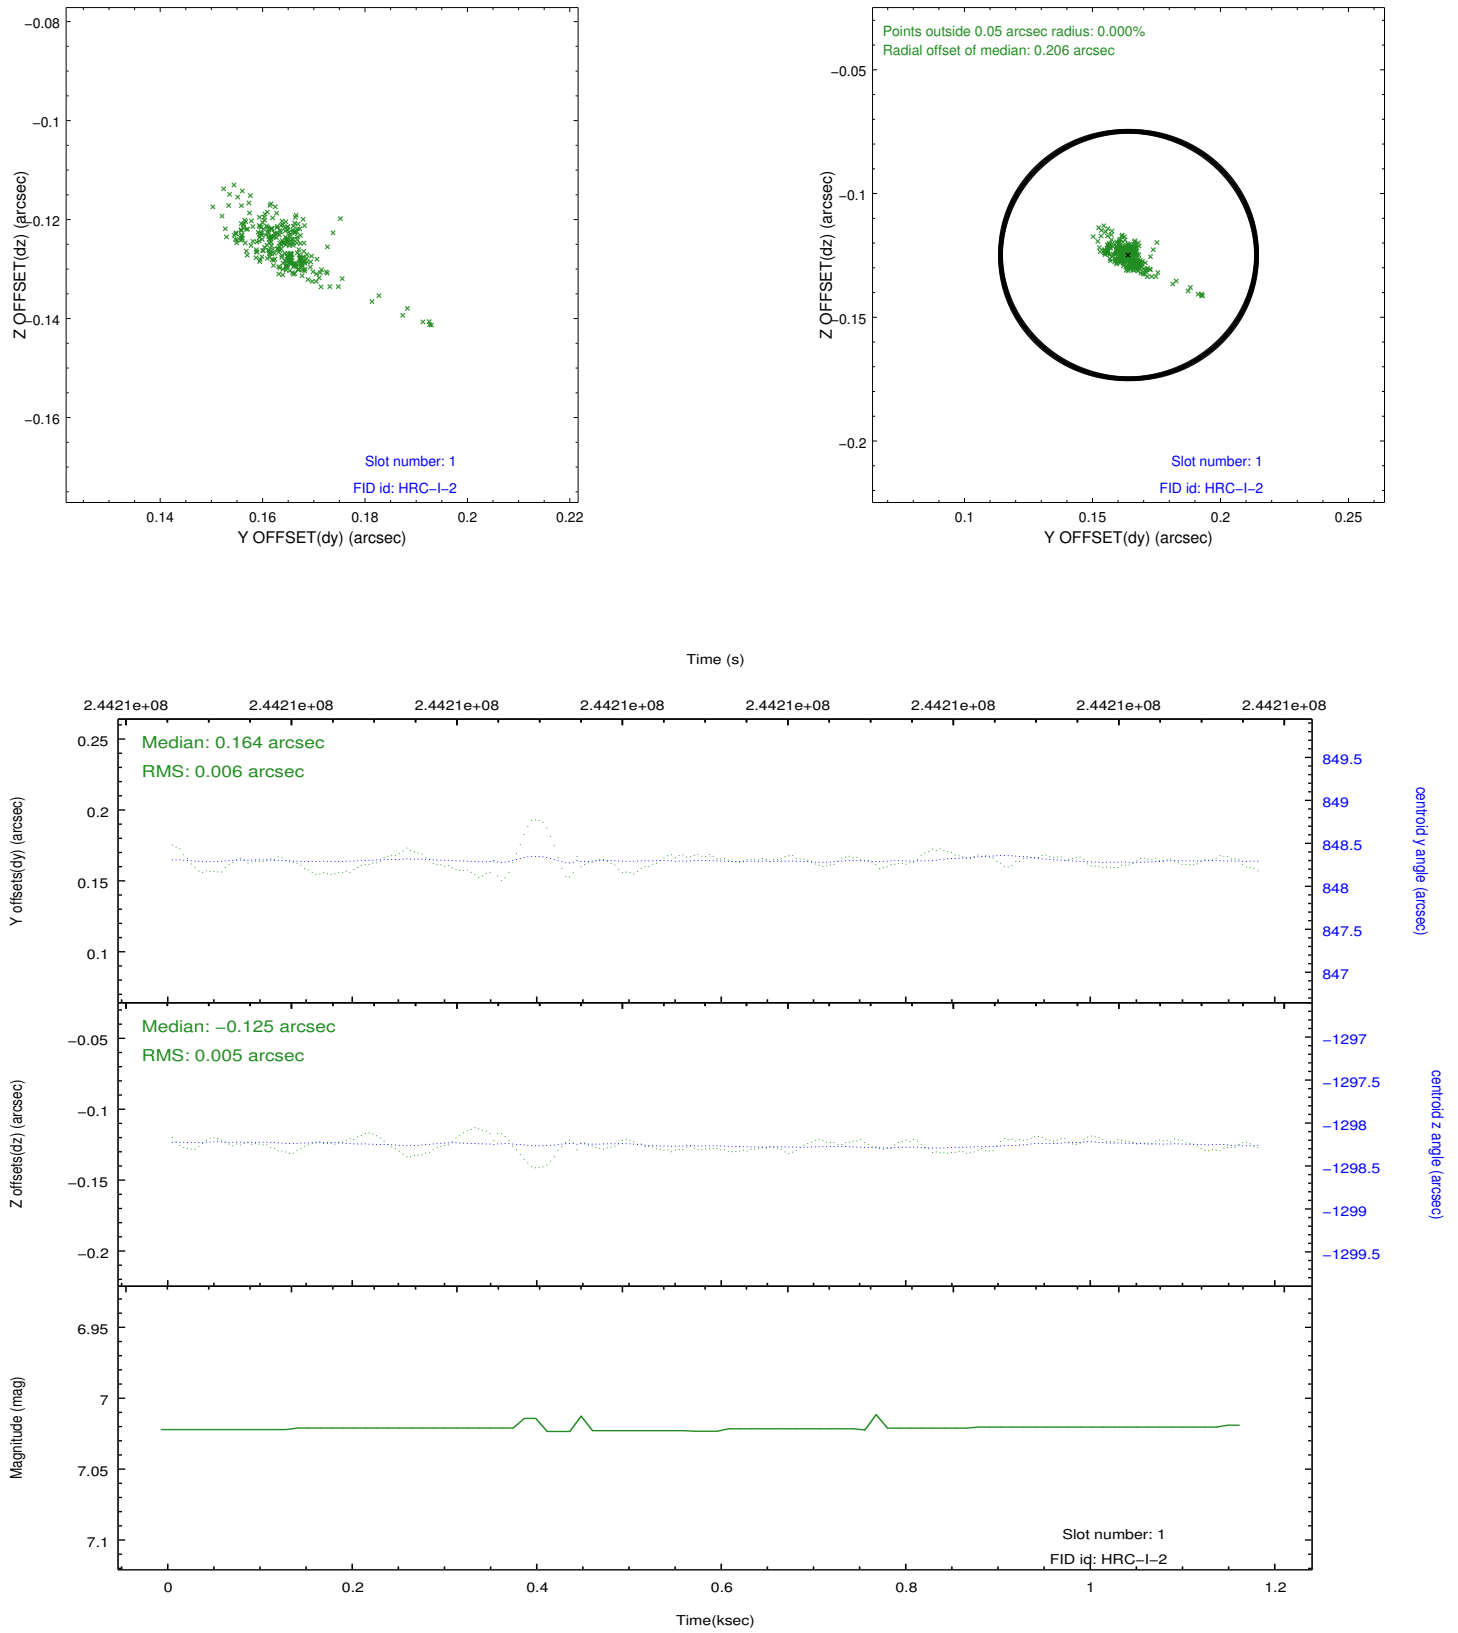 −0.08
−0.1
−0.12
−0.14
−0.16
Z OFFSET(dz) (arcsec)
Slot number: 1
FID id: HRC−I−2
0.14 0.16 0.18 0.2 0.22
Y OFFSET(dy) (arcsec)
Points outside 0.05 arcsec radius: 0.000%
Radial offset of median: 0.206 arcsec
−0.05
−0.1
−0.15
−0.2
Z OFFSET(dz) (arcsec)
Slot number: 1
FID id: HRC−I−2
0.1 0.15 0.2 0.25
Y OFFSET(dy) (arcsec)
Time (s)
2.4421e+08 2.4421e+08 2.4421e+08 2.4421e+08 2.4421e+08 2.4421e+08 2.4421e+08 2.4421e+08
Median: 0.164 arcsec
RMS: 0.006 arcsec
0.25
0.2
0.15
0.1
Y offsets(dy) (arcsec)
849.5
849
848.5
848
847.5
847
centroid y angle (arcsec)
Median: −0.125 arcsec
RMS: 0.005 arcsec
−0.05
−0.1
−0.15
−0.2
Z offsets(dz) (arcsec)
−1297
−1297.5
−1298
−1298.5
−1299
−1299.5
centroid z angle (arcsec)
6.95
7
7.05
7.1
Magnitude (mag)
Slot number: 1
FID id: HRC−I−2
0 0.2 0.4 0.6 0.8 1 1.2
Time(ksec)